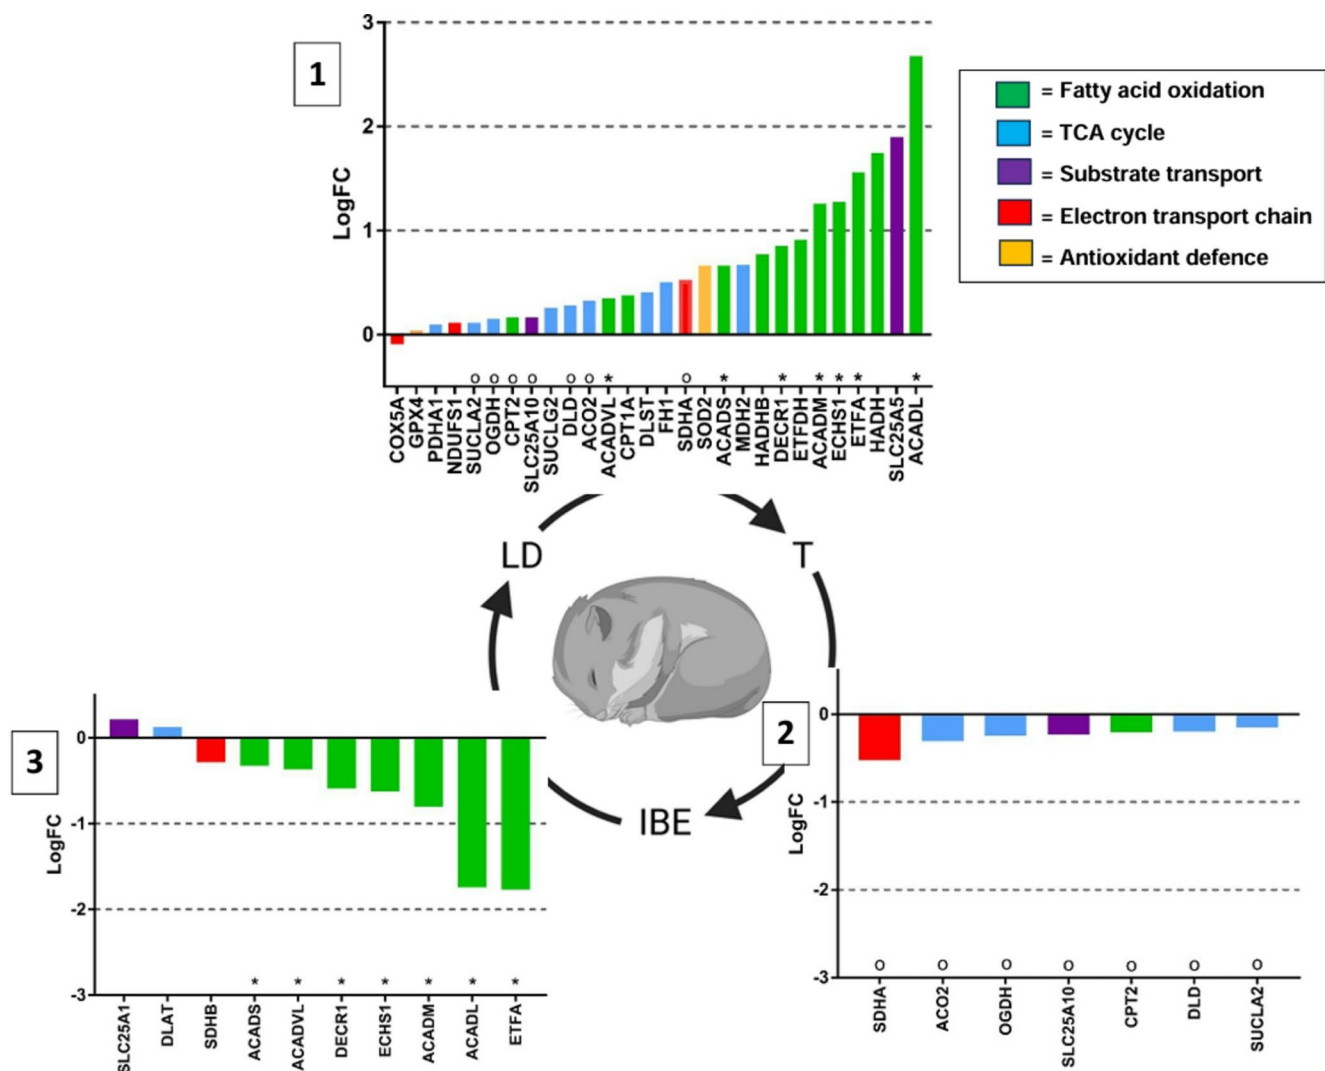 1
3
2
1
0
LogFC
o o o o o o * o * * * * * *
COX5A
GPX4
PDHA1
NDUFS1
SUCLA2
OGDH
CPT2
SLC25A10
SUCLG2
DLD
ACO2
ACADVL
CPT1A
DLST
FH1
SDHA
SOD2
ACADS
MDH2
HADHB
DECR1
ETFDH
ACADM
ECHS1
ETFA
HADH
SLC25A5
ACADL
= Fatty acid oxidation
= TCA cycle
= Substrate transport
= Electron transport chain
= Antioxidant defence
LD
T
IBE
2
0
-1
-2
-3
LogFC
o o o o o o o
SDHA
ACO2
OGDH
SLC25A10
CPT2
DLD
SUCLA2
3
0
-1
-2
-3
LogFC
* * * * * * *
SLC25A1
DLAT
SDHB
ACADS
ACADVL
DECR1
ECHS1
ACADM
ACADL
ETFA